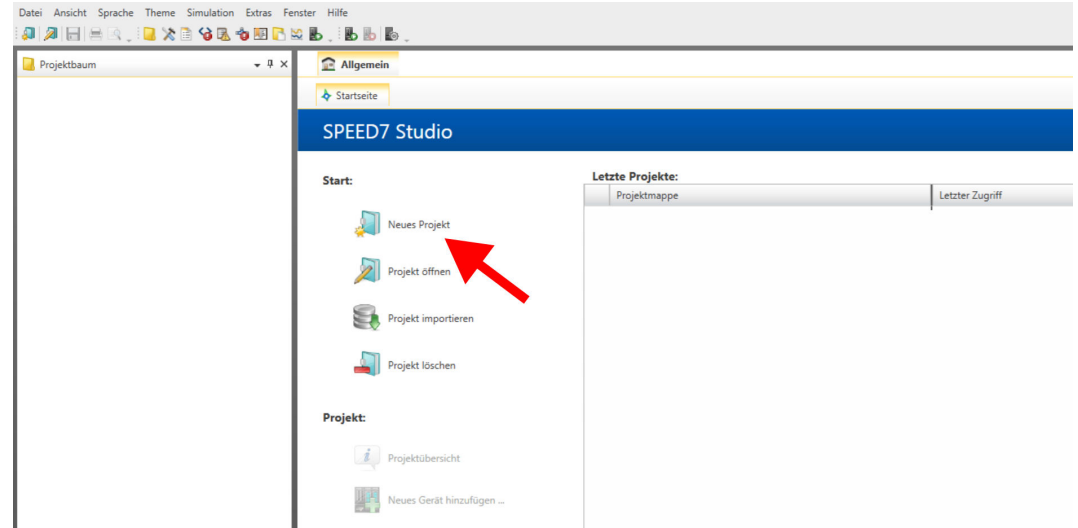 Datei Ansicht Sprache Theme Simulation Extras Fenster Hilfe
Projektbaum
Allgemein
Startseite
SPEED7 Studio
Start:
Neues Projekt
Projekt öffnen
Projekt importieren
Projekt löschen
Projekt:
Projektübersicht
Neues Gerät hinzufügen ...
Letzte Projekte:
Projektmappe Letzter Zugriff